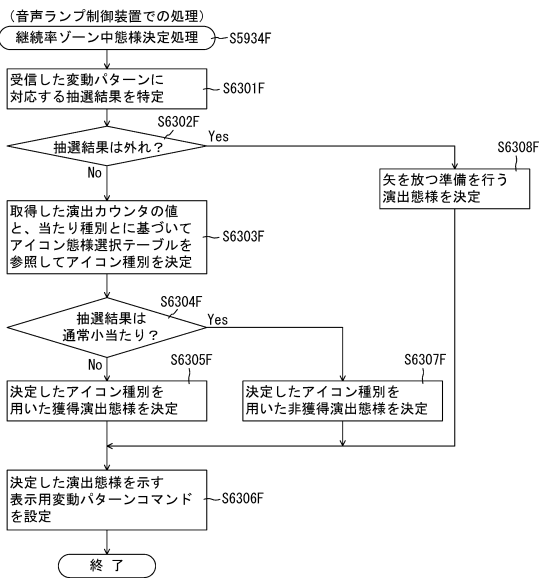 （音声ランプ制御装置での処理）
継続率ゾーン中態様決定処理
S5934F
受信した変動パターンに
対応する抽選結果を特定
S6301F
S6302F
抽選結果は外れ？
Yes
No
S6308F
矢を放つ準備を行う
演出態様を決定
取得した演出カウンタの値
と、当たり種別とに基づいて
アイコン態様選択テーブルを
参照してアイコン種別を決定
S6303F
S6304F
抽選結果は
通常小当たり？
Yes
No
S6305F
決定したアイコン種別を
用いた獲得演出態様を決定
S6307F
決定したアイコン種別を
用いた非獲得演出態様を決定
決定した演出態様を示す
表示用変動パターンコマンド
を設定
S6306F
終了